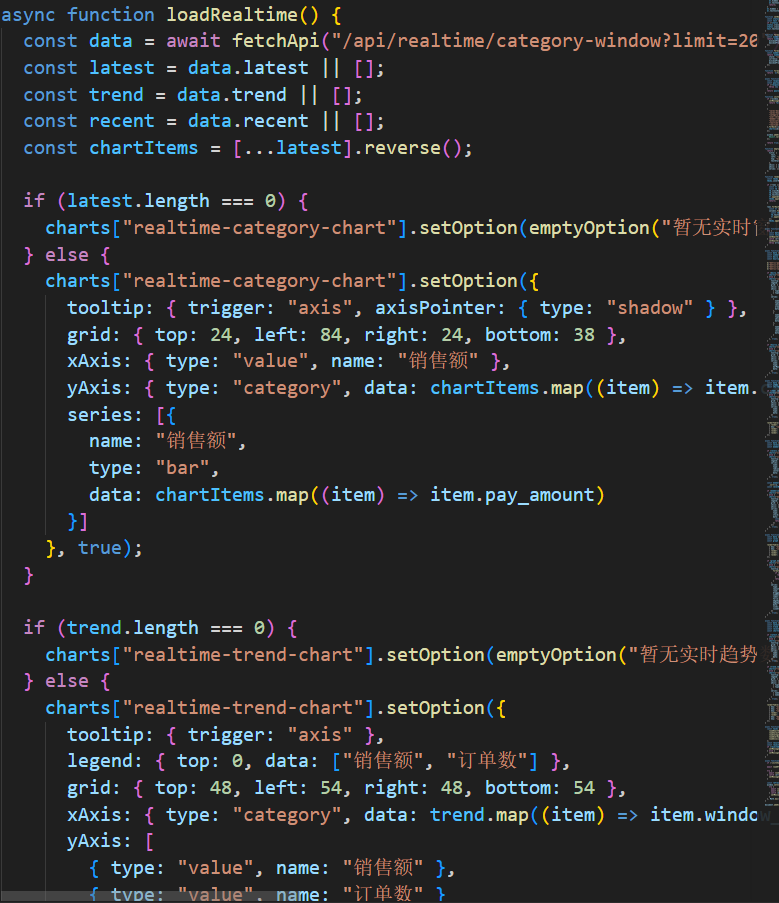 async function loadRealtime() {
const data = await fetchApi("/api/realtime/category-window?limit=20
const latest = data.latest || [];
const trend = data.trend || [];
const recent = data.recent || [];
const chartItems = [...latest].reverse();
if (latest.length === 0) {
charts["realtime-category-chart"].setOption(emptyOption("暂无实时
} else {
charts["realtime-category-chart"].setOption({
tooltip: { trigger: "axis", axisPointer: { type: "shadow" } },
grid: { top: 24, left: 84, right: 24, bottom: 38 },
xAxis: { type: "value", name: "销售额" },
yAxis: { type: "category", data: chartItems.map((item) => item.
series: [{
name: "销售额",
type: "bar",
data: chartItems.map((item) => item.pay_amount)
}]
}, true);
}
if (trend.length === 0) {
charts["realtime-trend-chart"].setOption(emptyOption("暂无实时趋势
} else {
charts["realtime-trend-chart"].setOption({
tooltip: { trigger: "axis" },
legend: { top: 0, data: ["销售额", "订单数"] },
grid: { top: 48, left: 54, right: 48, bottom: 54 },
xAxis: { type: "category", data: trend.map((item) => item.window_
yAxis: [
{ type: "value", name: "销售额" },
{ type: "value", name: "订单数" }